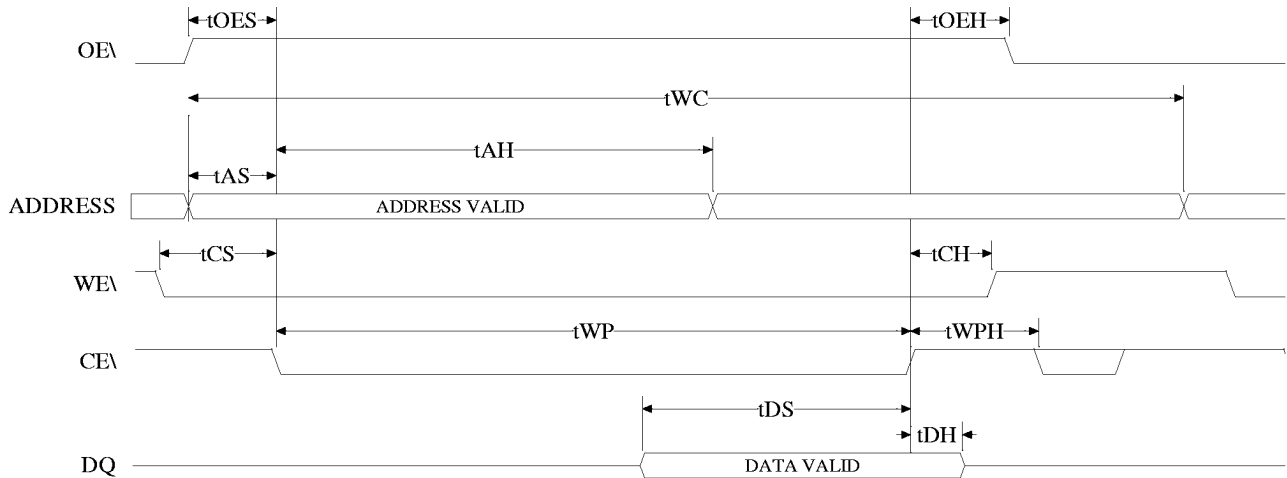 tOES
tOEH
OE\
tWC
tAH
tAS
ADDRESS
ADDRESS VALID
tCS
tCH
WE\
tWP
tWPH
CE\
tDS
tDH
DQ
DATA VALID